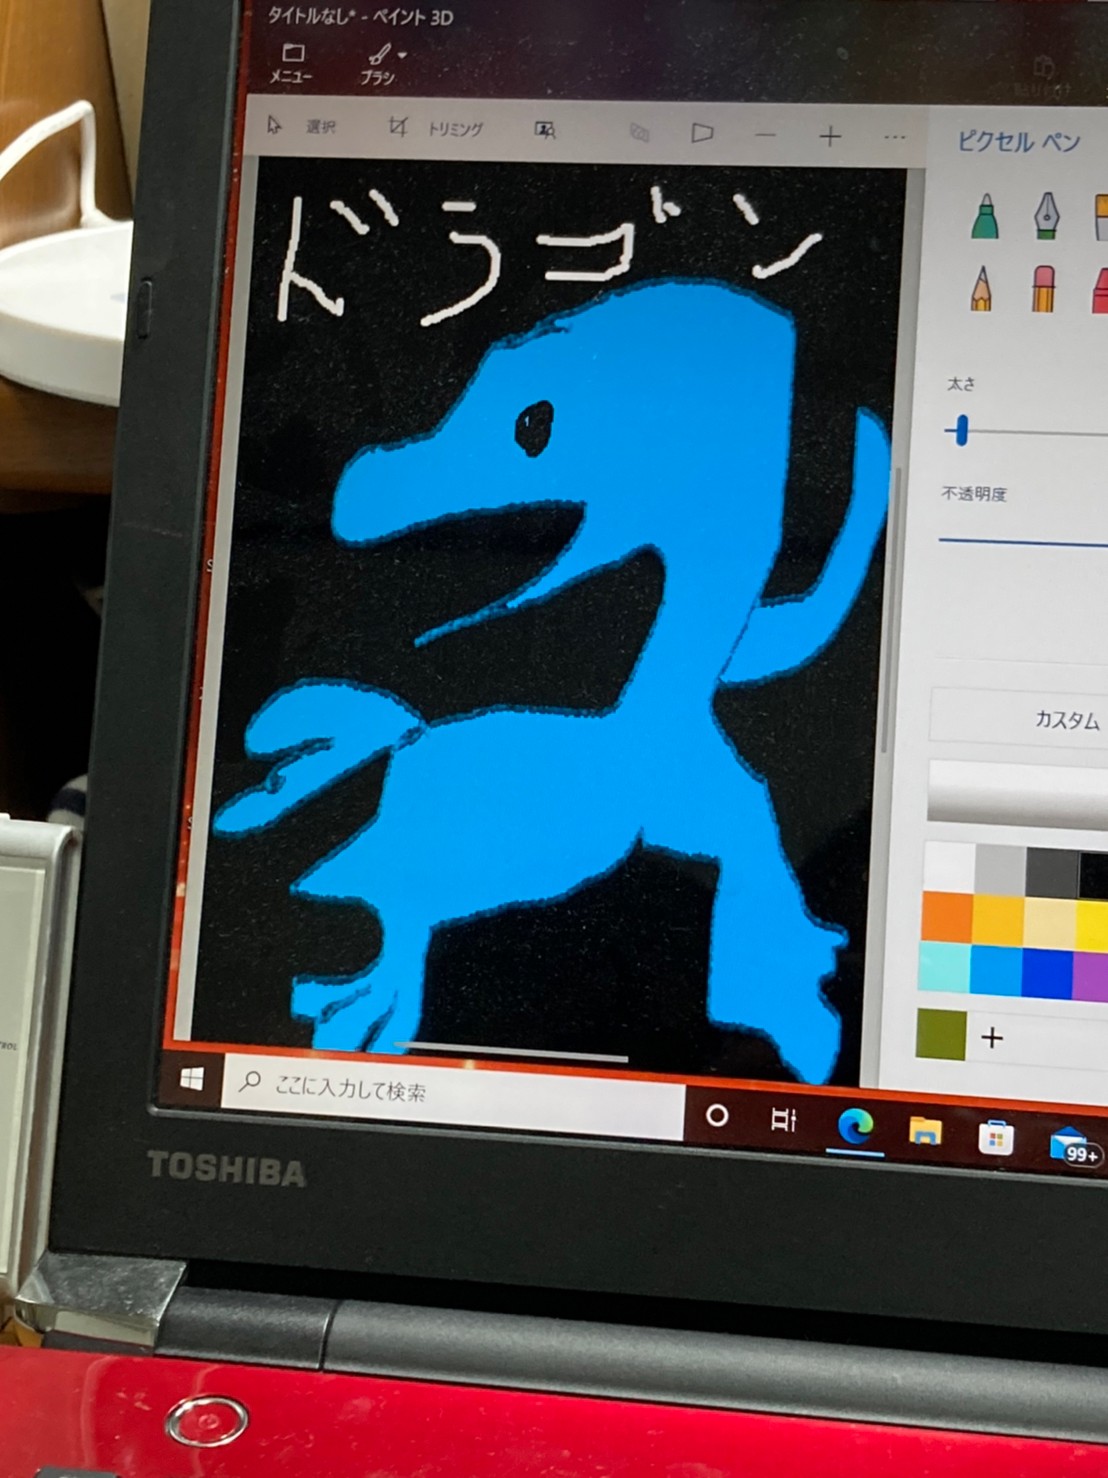 タイトルなし* - ペイント 3D
メニュー
ブラシ
選択
トリミング
ピクセル ペン
ドラゴン
太さ
不透明度
カスタム
ここに入力して検索
99+
TOSHIBA